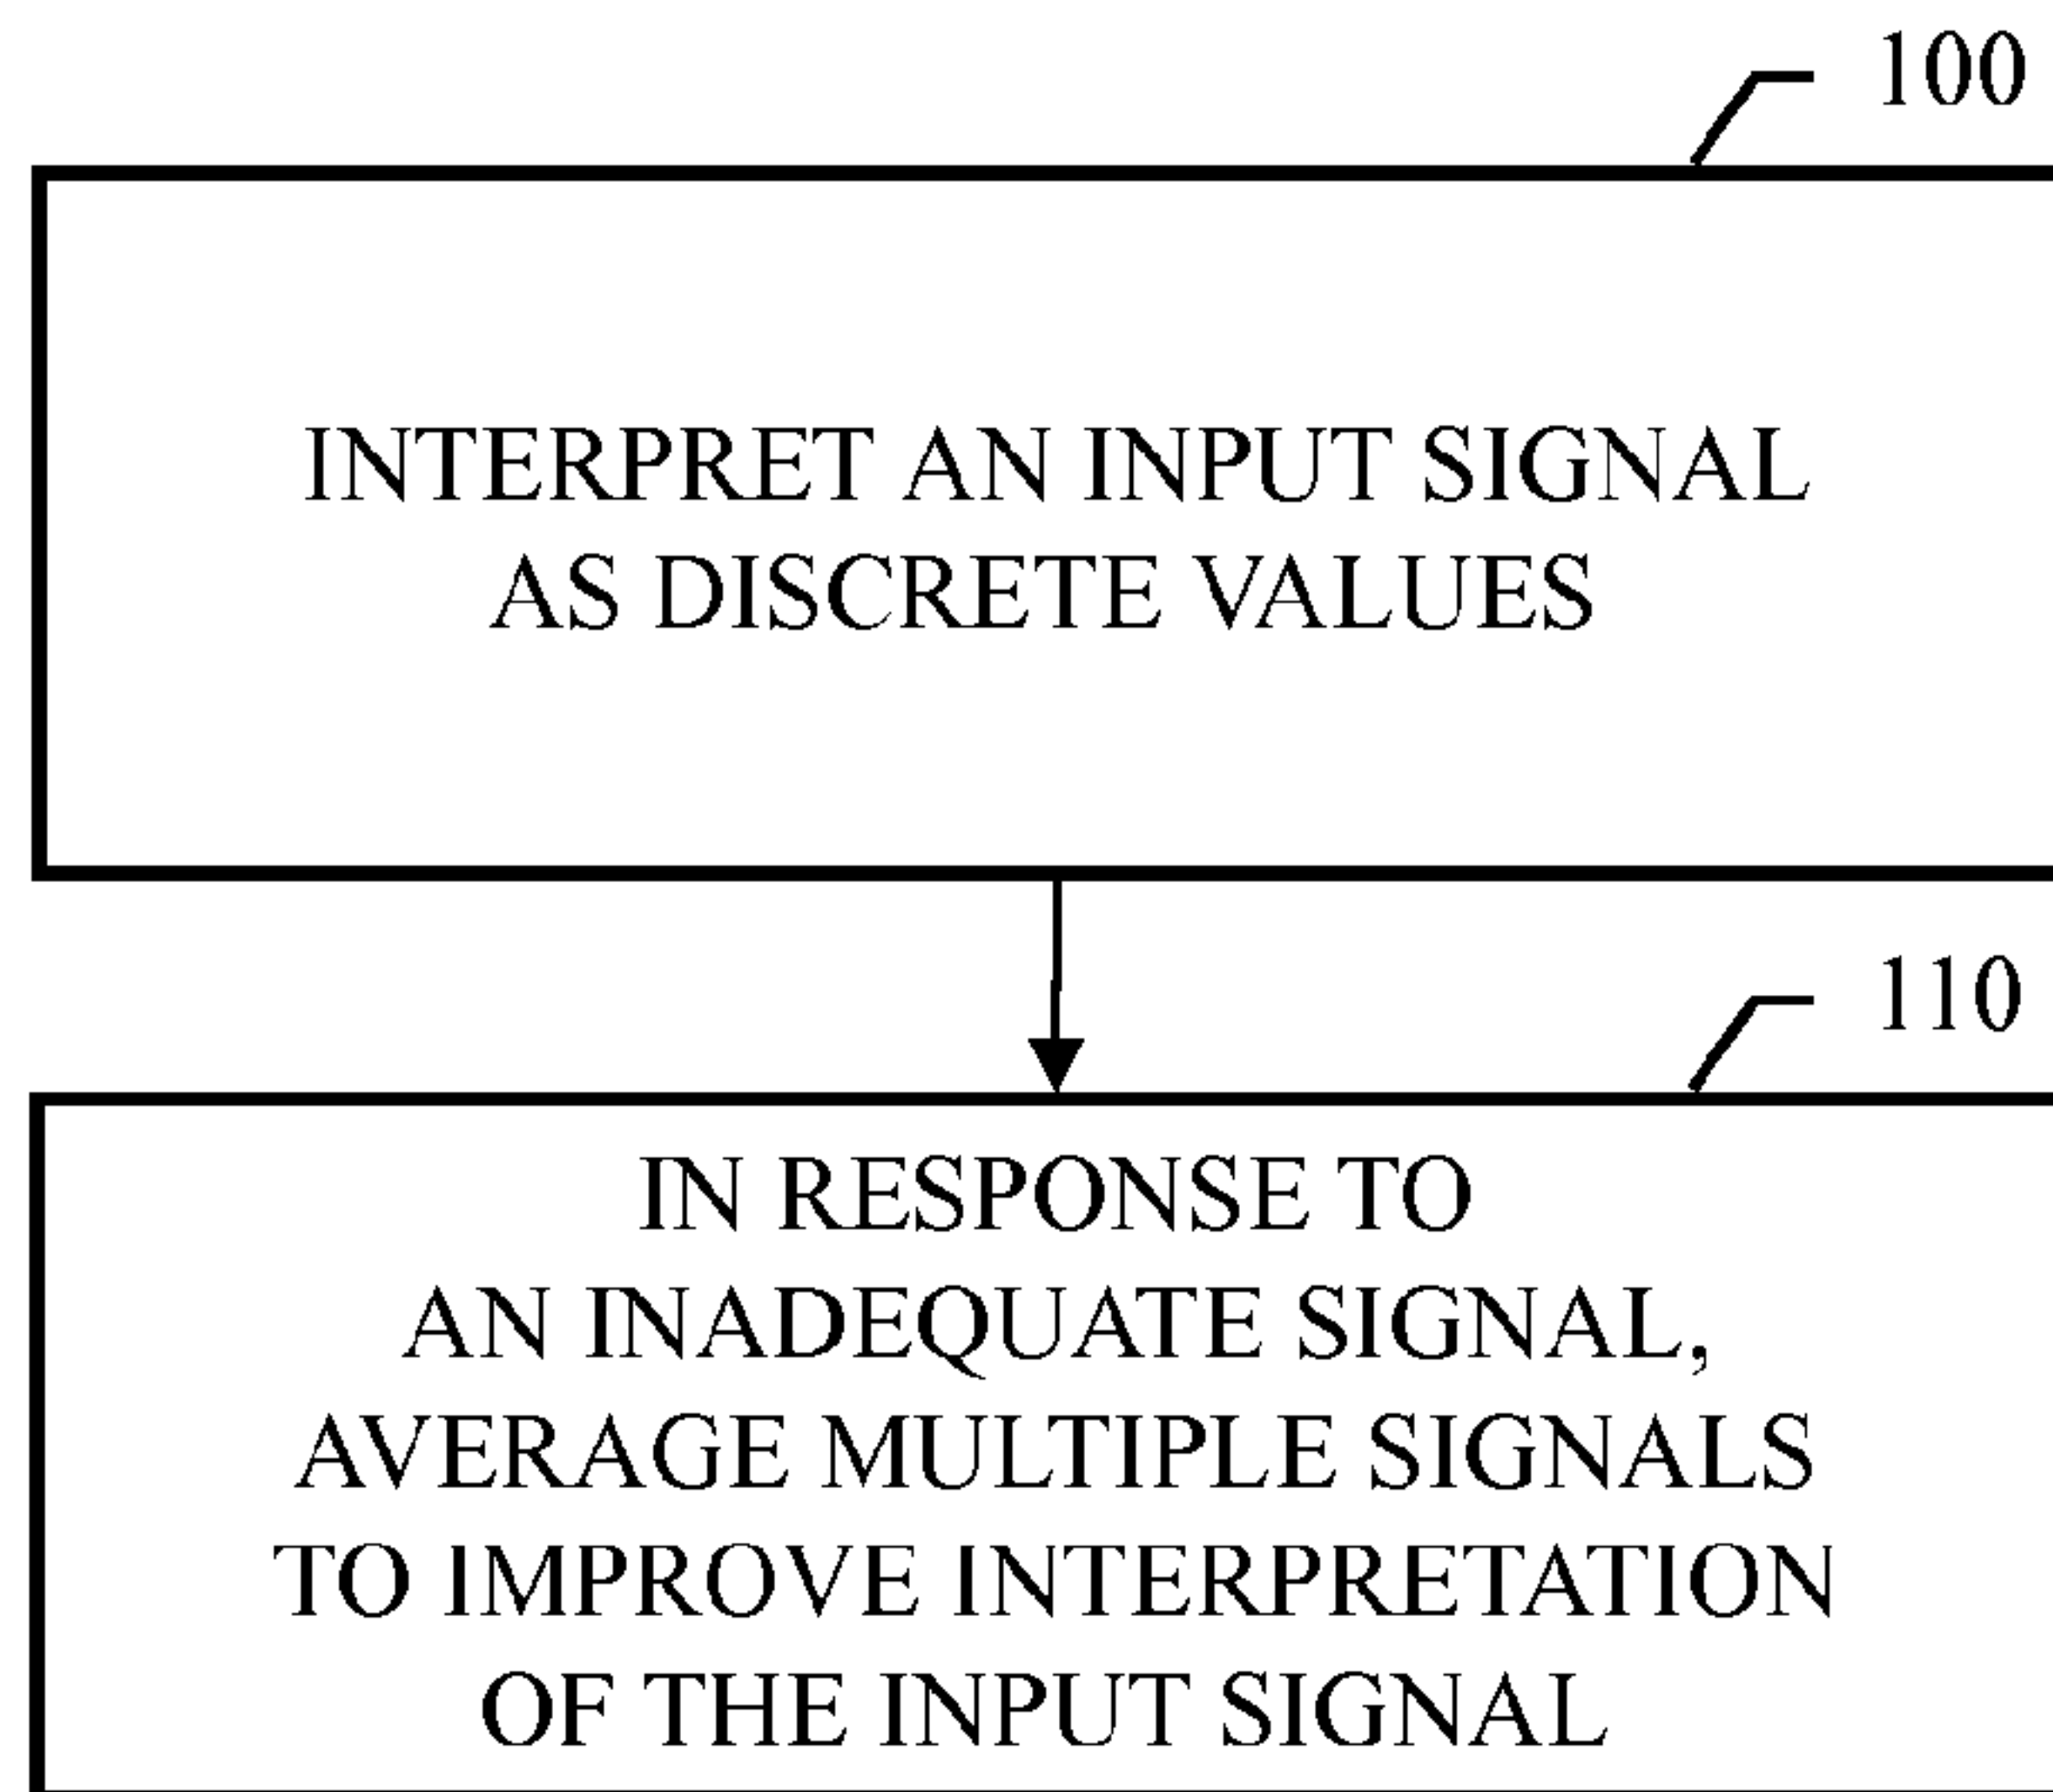 100
INTERPRET AN INPUT SIGNAL
AS DISCRETE VALUES
110
IN RESPONSE TO
AN INADEQUATE SIGNAL,
AVERAGE MULTIPLE SIGNALS
TO IMPROVE INTERPRETATION
OF THE INPUT SIGNAL